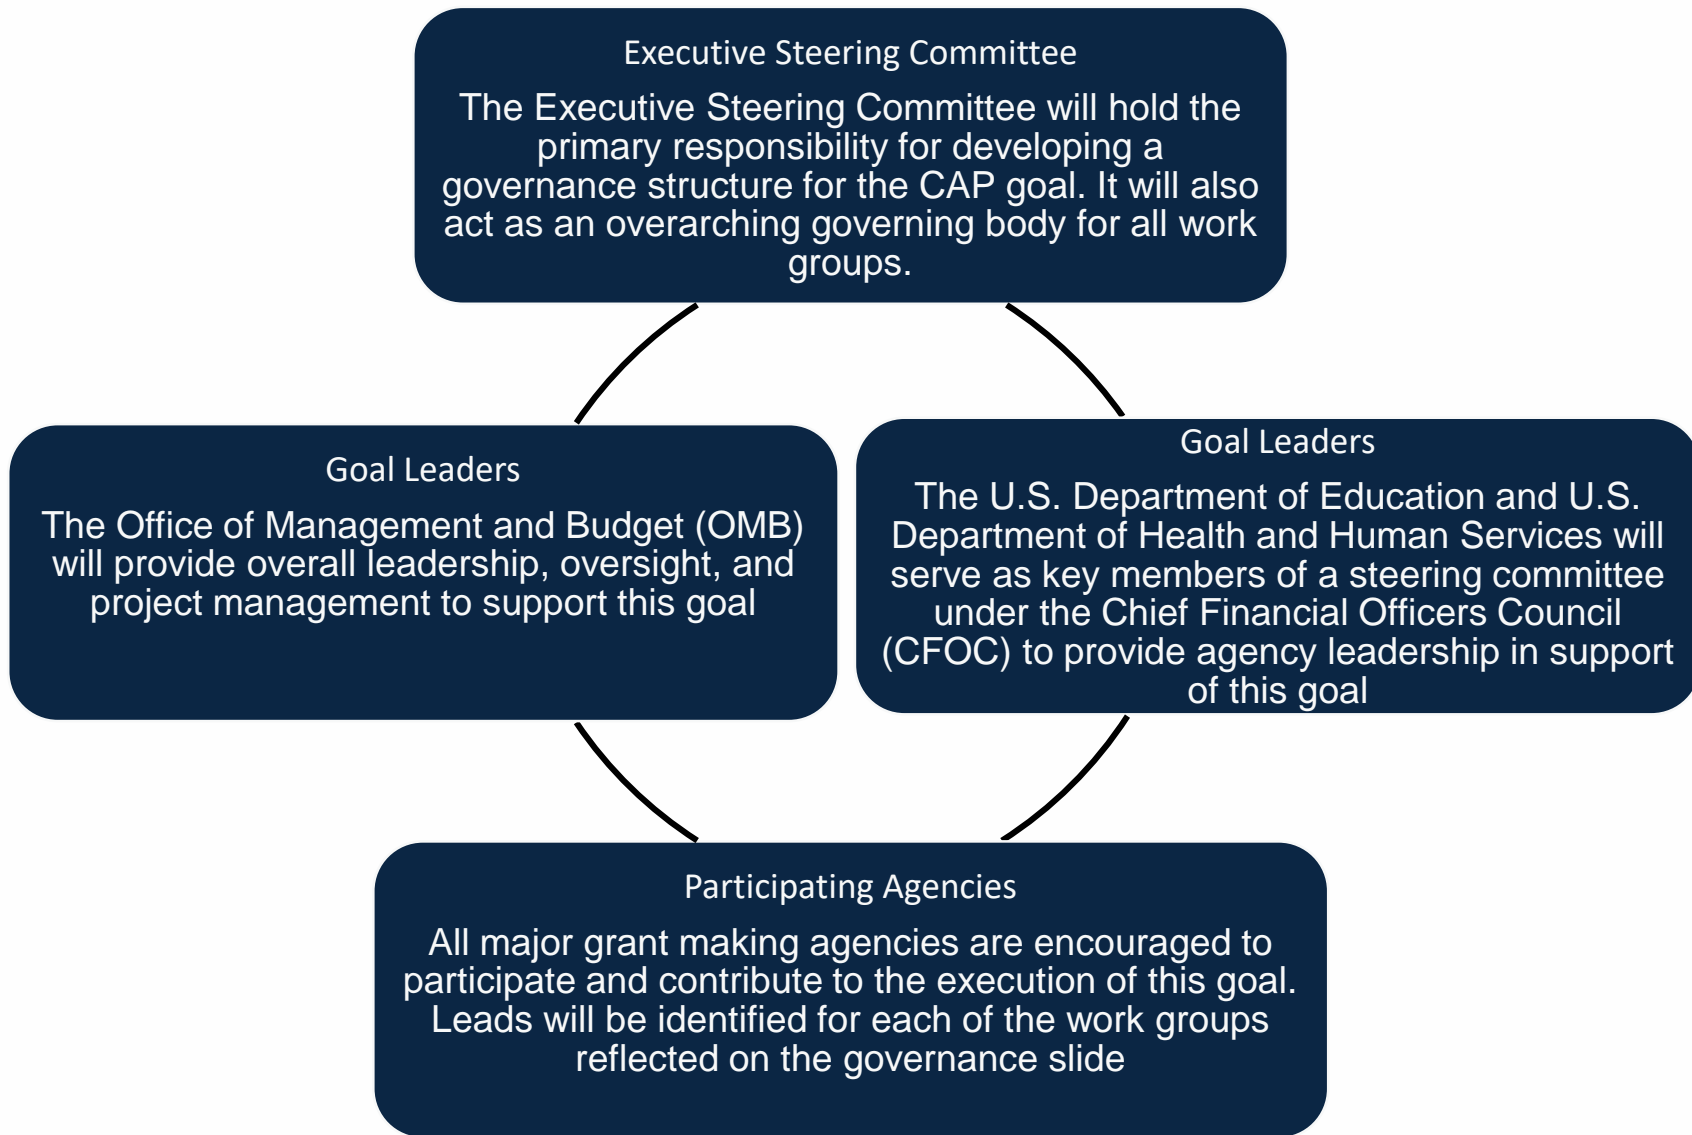 Executive Steering Committee
The Executive Steering Committee will hold the
primary responsibility for developing a
governance structure for the CAP goal. It will also
act as an overarching governing body for all work
groups.
Goal Leaders
The Office of Management and Budget (OMB)
will provide overall leadership, oversight, and
project management to support this goal
Goal Leaders
The U.S. Department of Education and U.S.
Department of Health and Human Services will
serve as key members of a steering committee
under the Chief Financial Officers Council
(CFOC) to provide agency leadership in support
of this goal
Participating Agencies
All major grant making agencies are encouraged to
participate and contribute to the execution of this goal.
Leads will be identified for each of the work groups
reflected on the governance slide